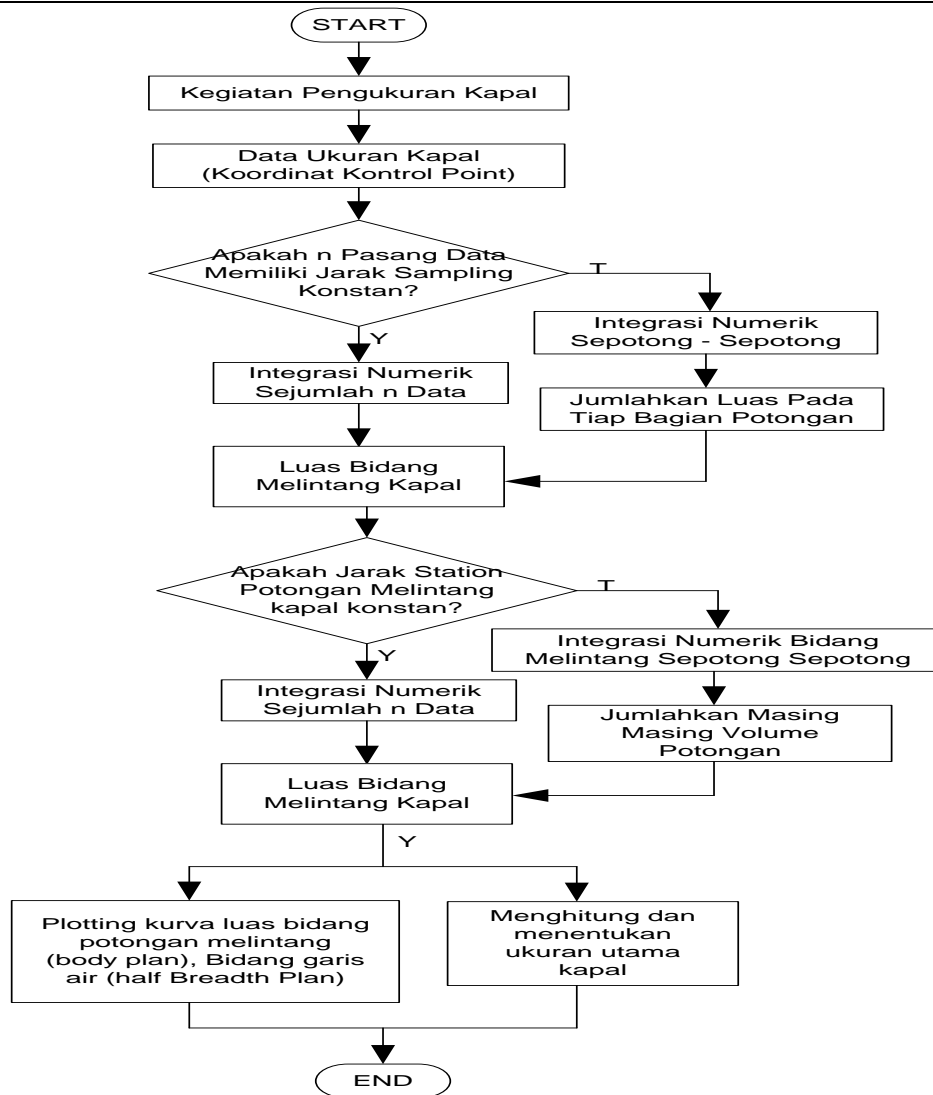 START
Kegiatan Pengukuran Kapal
Data Ukuran Kapal
(Koordinat Kontrol Point)
Apakah n Pasang Data
Memiliki Jarak Sampling
Konstan?
T
Y
Integrasi Numerik
Sepotong - Sepotong
Integrasi Numerik
Sejumlah n Data
Jumlahkan Luas Pada
Tiap Bagian Potongan
Luas Bidang
Melintang Kapal
Apakah Jarak Station
Potongan Melintang
kapal konstan?
T
Y
Integrasi Numerik Bidang
Melintang Sepotong Sepotong
Integrasi Numerik
Sejumlah n Data
Jumlahkan Masing
Masing Volume
Potongan
Luas Bidang
Melintang Kapal
Y
Plotting kurva luas bidang
potongan melintang
(body plan), Bidang garis
air (half Breadth Plan)
Menghitung dan
menentukan
ukuran utama
kapal
END